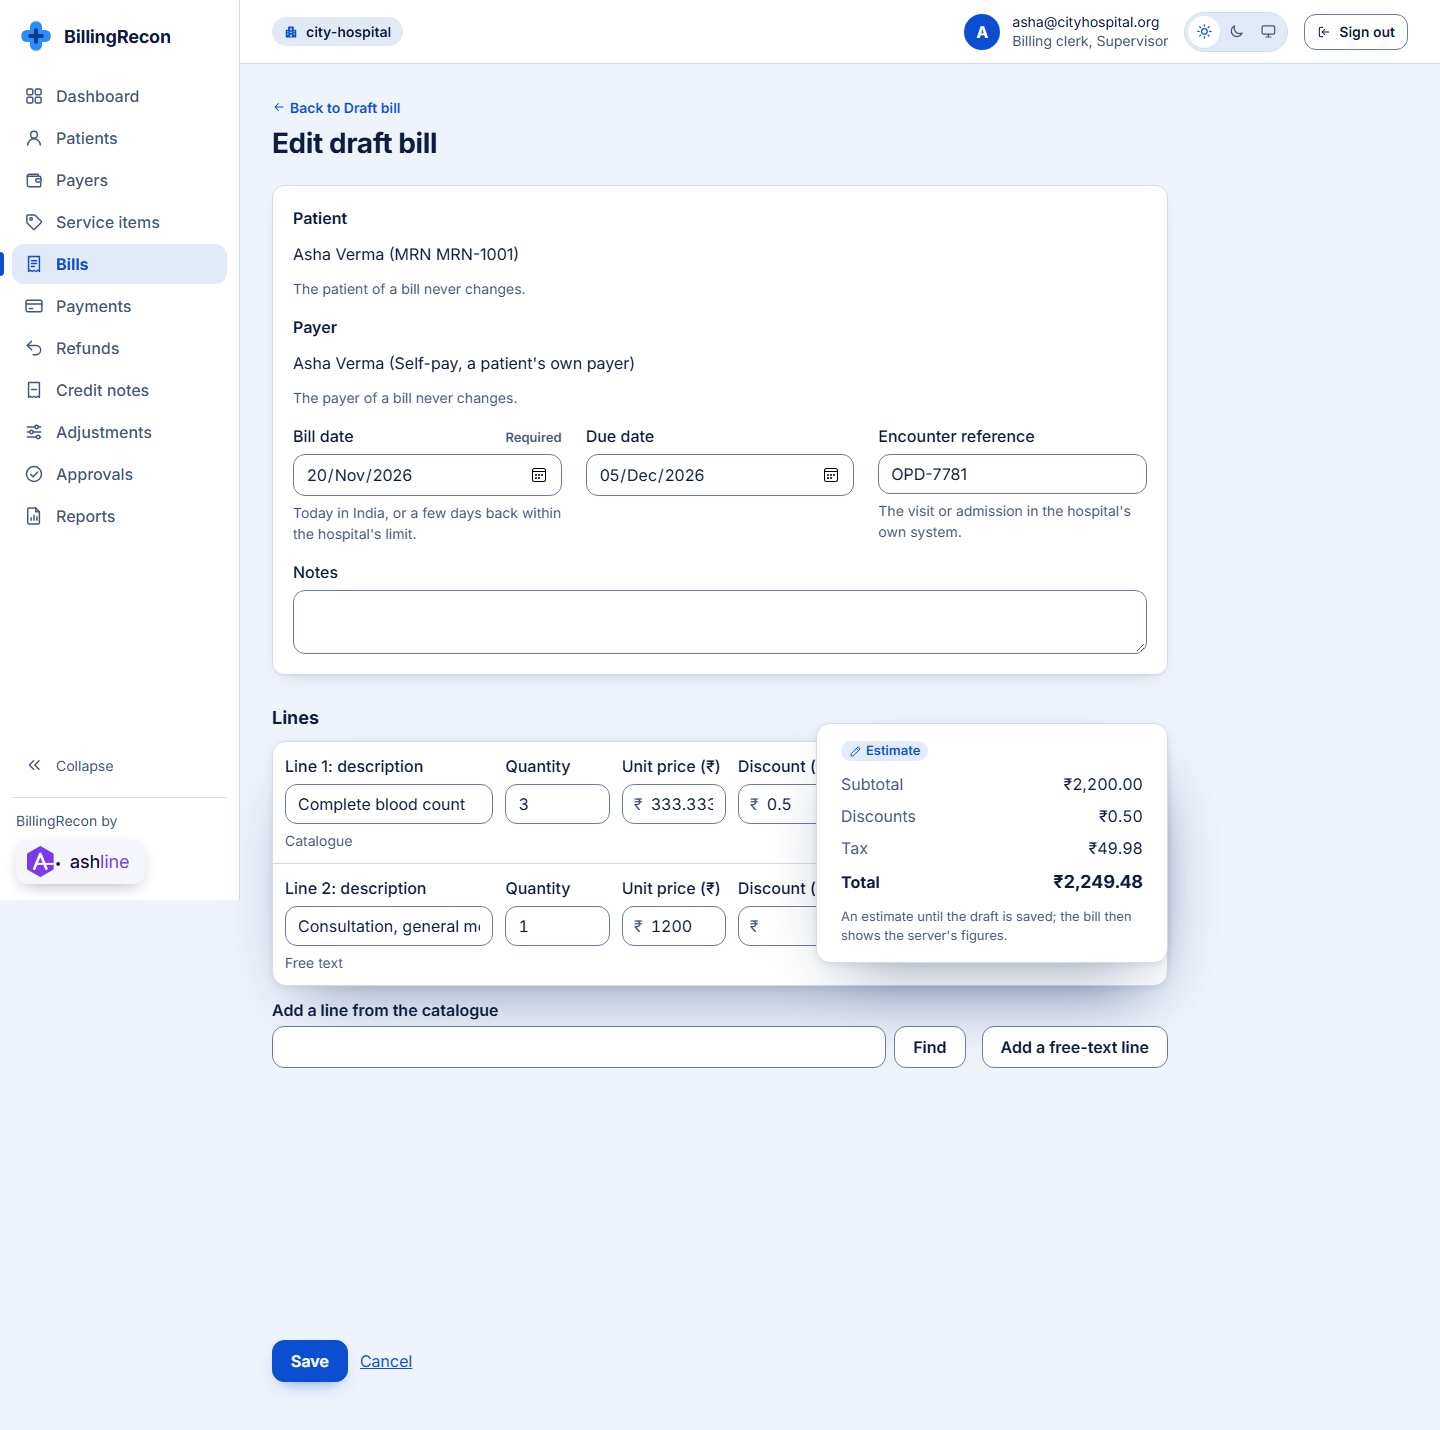 BillingRecon
city-hospital
A
asha@cityhospital.org
Billing clerk, Supervisor
Sign out
Dashboard
Patients
Payers
Service items
Bills
Payments
Refunds
Credit notes
Adjustments
Approvals
Reports
Collapse
BillingRecon by
ashline
Back to Draft bill
Edit draft bill
Patient
Asha Verma (MRN MRN-1001)
The patient of a bill never changes.
Payer
Asha Verma (Self-pay, a patient's own payer)
The payer of a bill never changes.
Bill date Required
20/Nov/2026
Today in India, or a few days back within
the hospital's limit.
Due date
05/Dec/2026
Encounter reference
OPD-7781
The visit or admission in the hospital's
own system.
Notes
Lines
Line 1: description Quantity Unit price (₹) Discount (
Complete blood count 3 ₹ 333.333 ₹ 0.5
Catalogue
Line 2: description Quantity Unit price (₹) Discount (
Consultation, general 1 ₹ 1200 ₹
Free text
Estimate
Subtotal ₹2,200.00
Discounts ₹0.50
Tax ₹49.98
Total ₹2,249.48
An estimate until the draft is saved; the bill then
shows the server's figures.
Add a line from the catalogue
Find
Add a free-text line
Save
Cancel